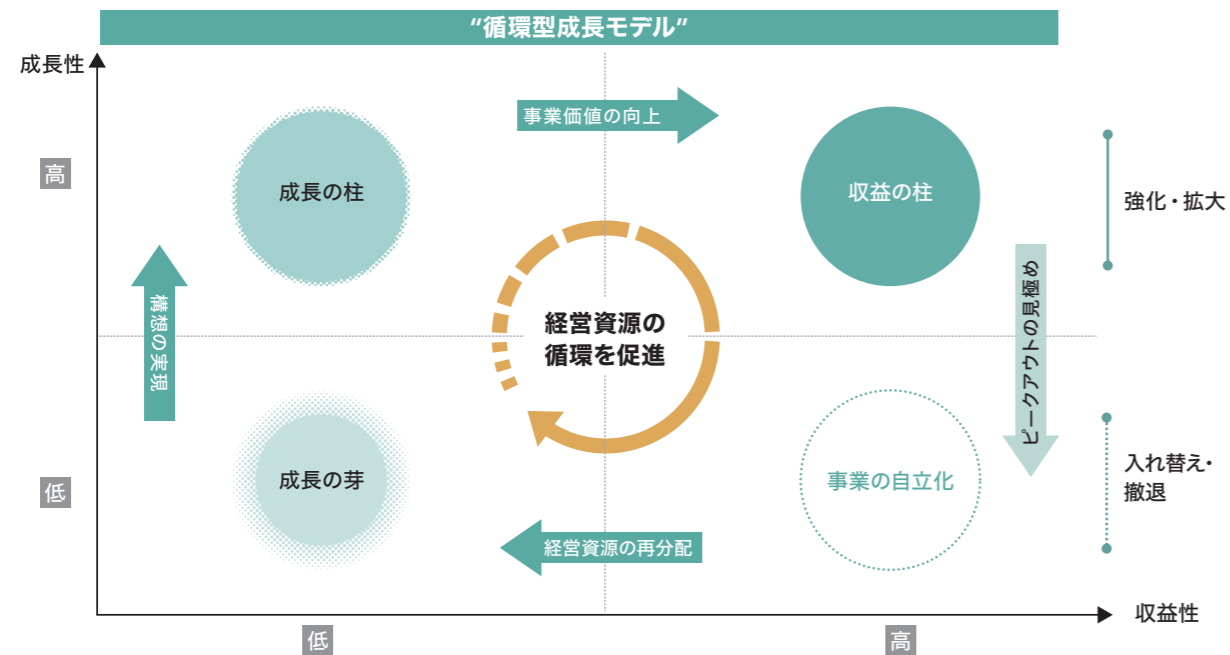 “循環型成長モデル”
成長性
事業価値の向上
高
成長の柱
収益の柱
強化・拡大
構想の実現
経営資源の
循環を促進
ピークアウトの見極め
低
成長の芽
事業の自立化
入れ替え・
撤退
経営資源の再分配
収益性
低
高